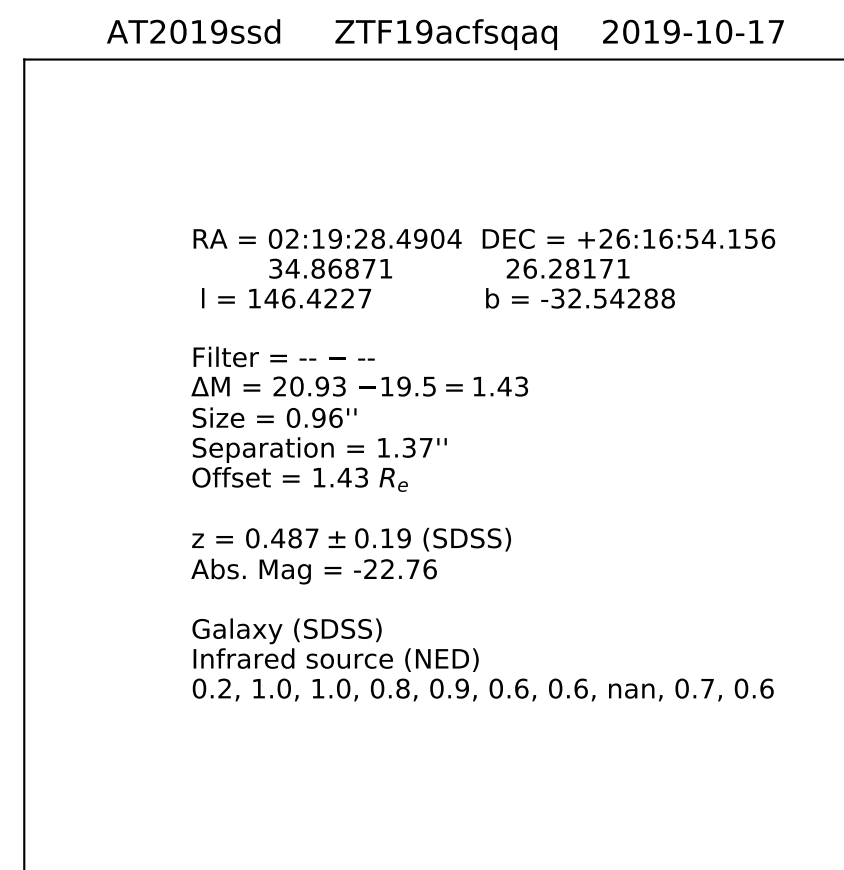 AT2019ssd ZTF19acfsqaq 2019-10-17
RA = 02:19:28.4904 DEC = +26:16:54.156
34.86871 26.28171
l = 146.4227 b = -32.54288
Filter = -- − --
ΔM = 20.93 −19.5 = 1.43
Size = 0.96''
Separation = 1.37''
Offset = 1.43 Rₑ
z = 0.487 ± 0.19 (SDSS)
Abs. Mag = -22.76
Galaxy (SDSS)
Infrared source (NED)
0.2, 1.0, 1.0, 0.8, 0.9, 0.6, 0.6, nan, 0.7, 0.6